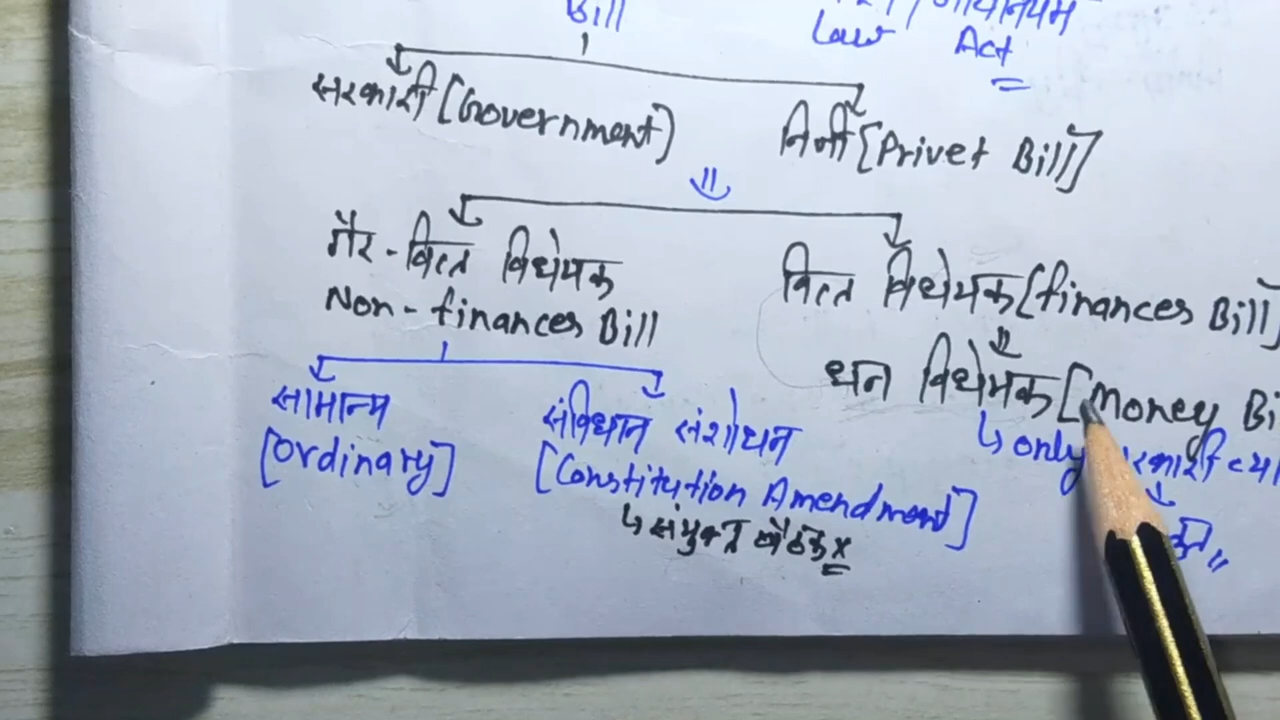 Bill
Law Act
सरकारी [Government]
निजी [Privet Bill]
गैर-वित्त विधेयक
Non-finances Bill
वित्त विधेयक [finances Bill]
धन विधेयक [Money
सामान्य
[Ordinary]
संविधान संशोधन
[Constitution Amendment]
↳ संयुक्त बैठक x
↳ only